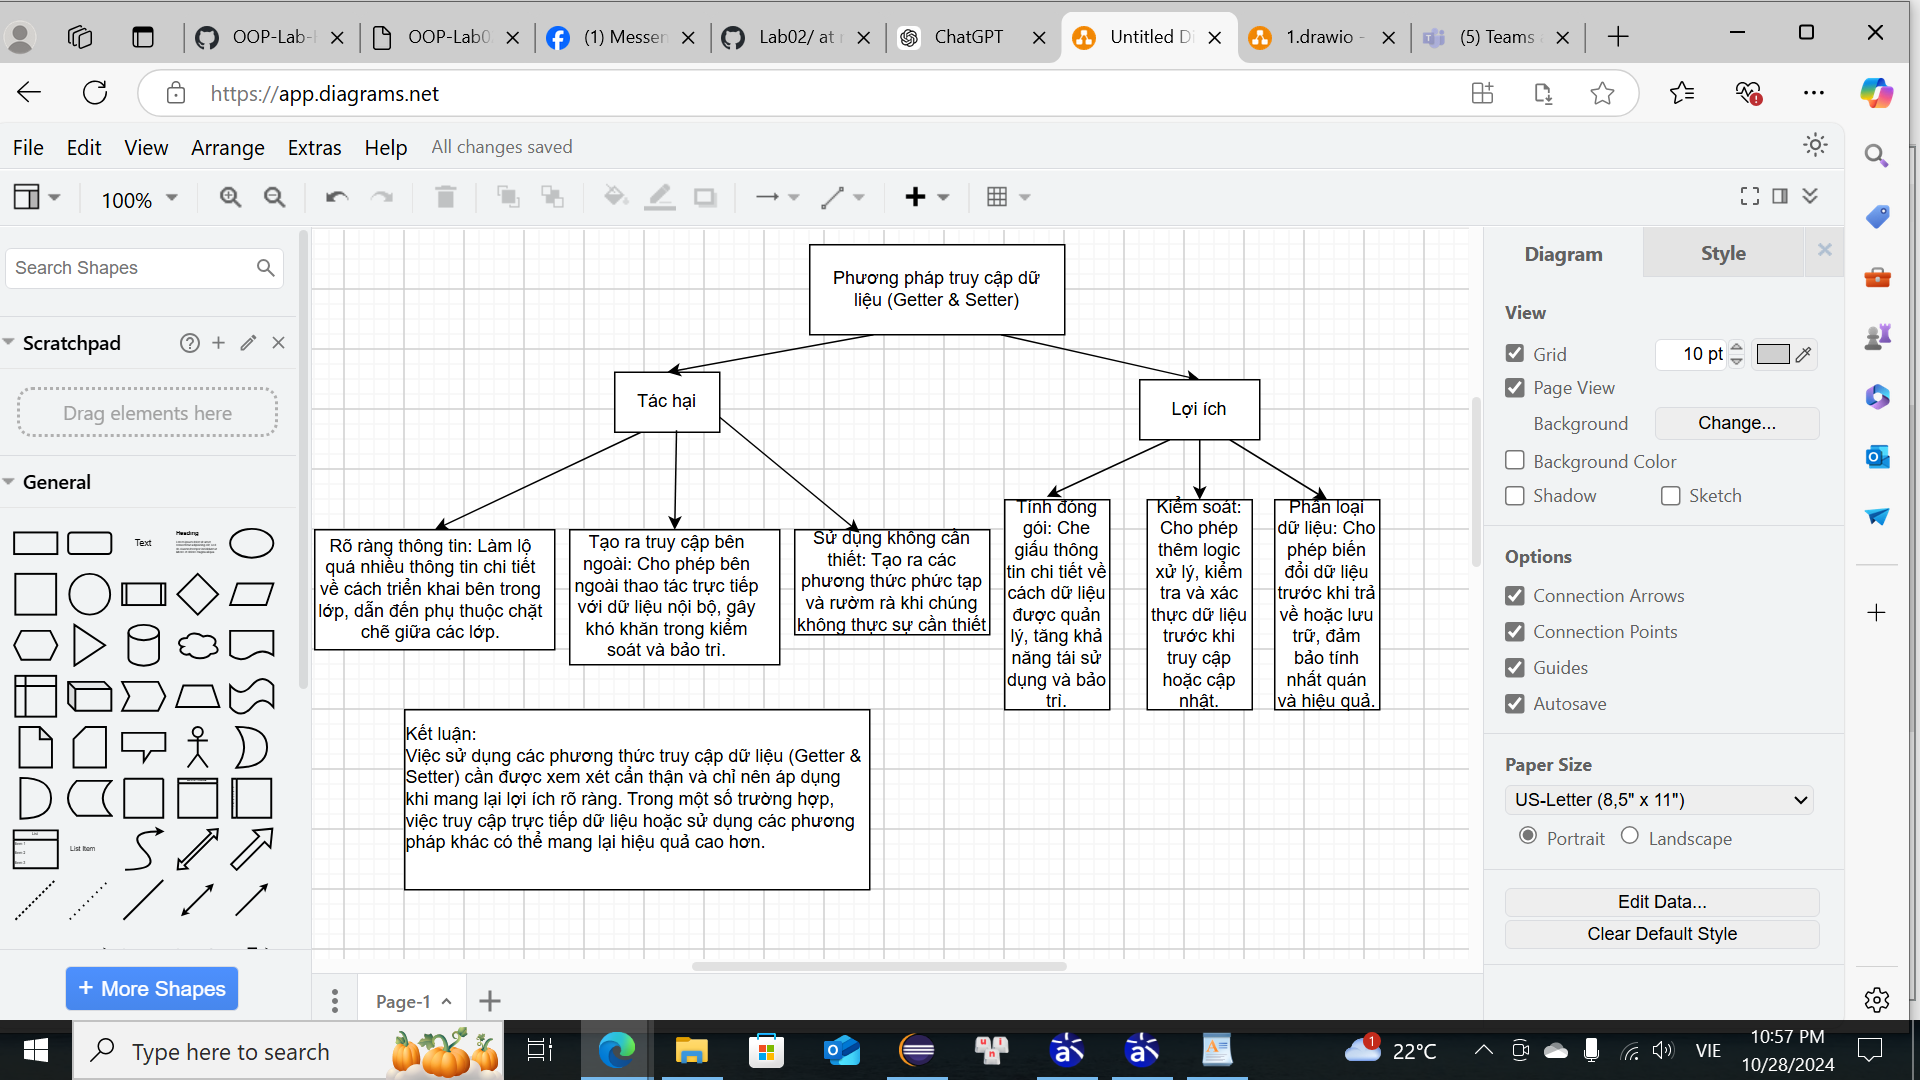 OOP-Lab-
OOP-Lab0
(1) Messen
Lab02/ at
ChatGPT
Untitled Di
1.drawio -
(5) Teams
https://app.diagrams.net
File Edit View Arrange Extras Help All changes saved
100%
Search Shapes
Scratchpad
Drag elements here
General
Text
Heading
List Item
+ More Shapes
Phương pháp truy cập dữ
liệu (Getter & Setter)
Tác hại
Lợi ích
Rõ ràng thông tin: Làm lộ
quá nhiều thông tin chi tiết
về cách triển khai bên trong
lớp, dẫn đến phụ thuộc chặt
chẽ giữa các lớp.
Tạo ra truy cập bên
ngoài: Cho phép bên
ngoài thao tác trực tiếp
với dữ liệu nội bộ, gây
khó khăn trong kiểm
soát và bảo trì.
Sử dụng không cần
thiết: Tạo ra các
phương thức phức tạp
và rườm rà khi chúng
không thực sự cần thiết
Tính đóng
gói: Che
giấu thông
tin chi tiết về
cách dữ liệu
được quản
lý, tăng khả
năng tái sử
dụng và bảo
trì.
Kiểm soát:
Cho phép
thêm logic
xử lý, kiểm
tra và xác
thực dữ liệu
trước khi
truy cập
hoặc cập
nhật.
Phân loại
dữ liệu: Cho
phép biến
đổi dữ liệu
trước khi trả
về hoặc lưu
trữ, đảm
bảo tính
nhất quán
và hiệu quả.
Kết luận:
Việc sử dụng các phương thức truy cập dữ liệu (Getter &
Setter) cần được xem xét cẩn thận và chỉ nên áp dụng
khi mang lại lợi ích rõ ràng. Trong một số trường hợp,
việc truy cập trực tiếp dữ liệu hoặc sử dụng các phương
pháp khác có thể mang lại hiệu quả cao hơn.
Page-1
Diagram
Style
View
Grid
10 pt
Page View
Background
Change...
Background Color
Shadow
Sketch
Options
Connection Arrows
Connection Points
Guides
Autosave
Paper Size
US-Letter (8,5" x 11")
Portrait
Landscape
Edit Data...
Clear Default Style
Type here to search
1
22°C
VIE
10:57 PM
10/28/2024